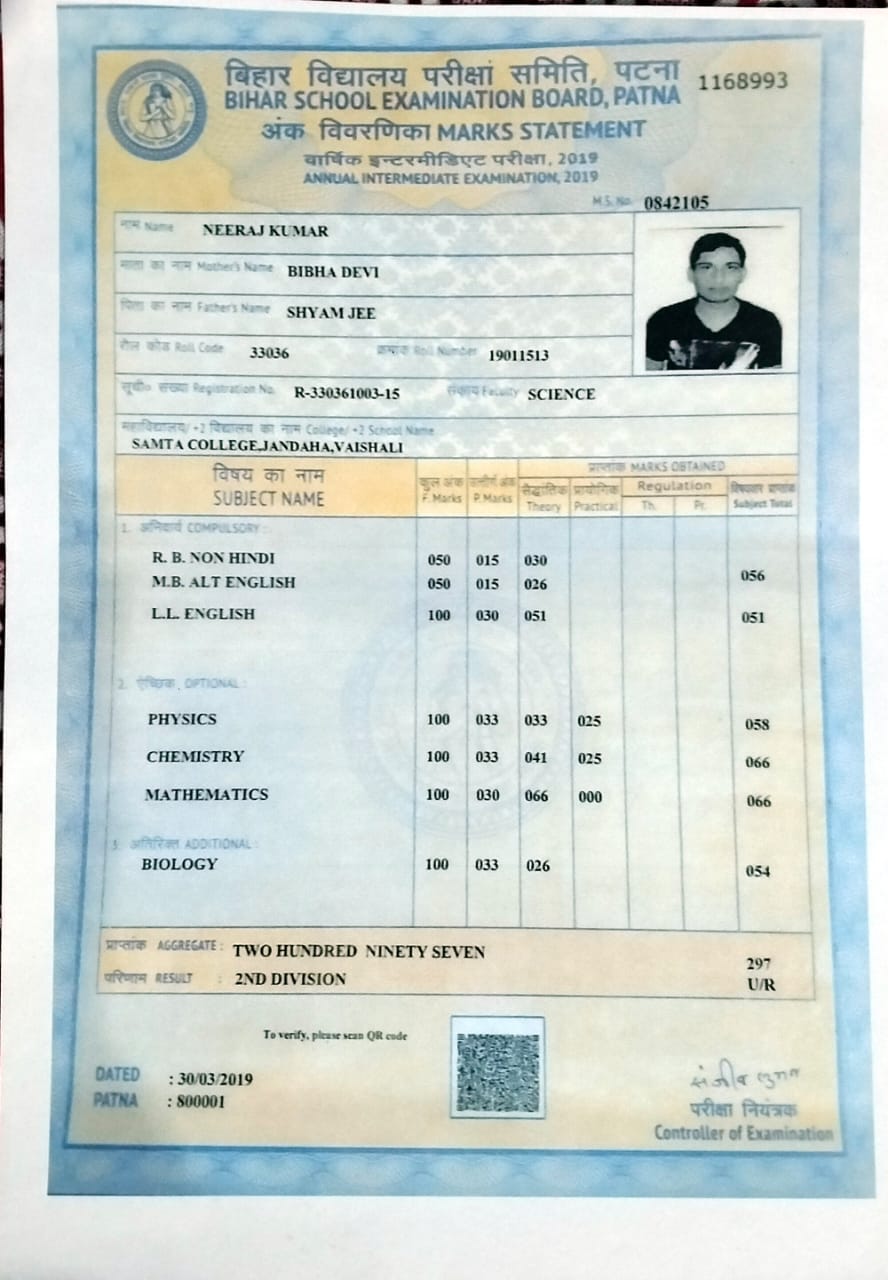 बिहार विद्यालय परीक्षा समिति, पटना
1168993
BIHAR SCHOOL EXAMINATION BOARD, PATNA
अंक विवरणिका MARKS STATEMENT
वार्षिक इन्टरमीडिएट परीक्षा, 2019
ANNUAL INTERMEDIATE EXAMINATION, 2019
M.S. No. 0842105
नाम Name NEERAJ KUMAR
माता का नाम Mother's Name BIBHA DEVI
पिता का नाम Father's Name SHYAM JEE
रौल कोड Roll Code 33036 क्रमांक Roll Number 19011513
सूची० संख्या Registration No. R-330361003-15 संकाय Faculty SCIENCE
महाविद्यालय/ +2 विद्यालय का नाम College/ +2 School Name
SAMTA COLLEGE,JANDAHA,VAISHALI
विषय का नाम कुल अंक उत्तीर्ण अंक प्राप्तांक MARKS OBTAINED
SUBJECT NAME F. Marks P. Marks सैद्धांतिक Theory प्रायोगिक Practical Regulation Th. Pr. विषयवार प्राप्तांक Subject Total
1. अनिवार्य COMPULSORY :
R. B. NON HINDI 050 015 030
M.B. ALT ENGLISH 050 015 026 056
L.L. ENGLISH 100 030 051 051
2. ऐच्छिक OPTIONAL :
PHYSICS 100 033 033 025 058
CHEMISTRY 100 033 041 025 066
MATHEMATICS 100 030 066 000 066
3. अतिरिक्त ADDITIONAL :
BIOLOGY 100 033 026 054
प्राप्तांक AGGREGATE : TWO HUNDRED NINETY SEVEN 297
परिणाम RESULT : 2ND DIVISION U/R
To verify, please scan QR code
DATED : 30/03/2019
PATNA : 800001
परीक्षा नियंत्रक
Controller of Examination